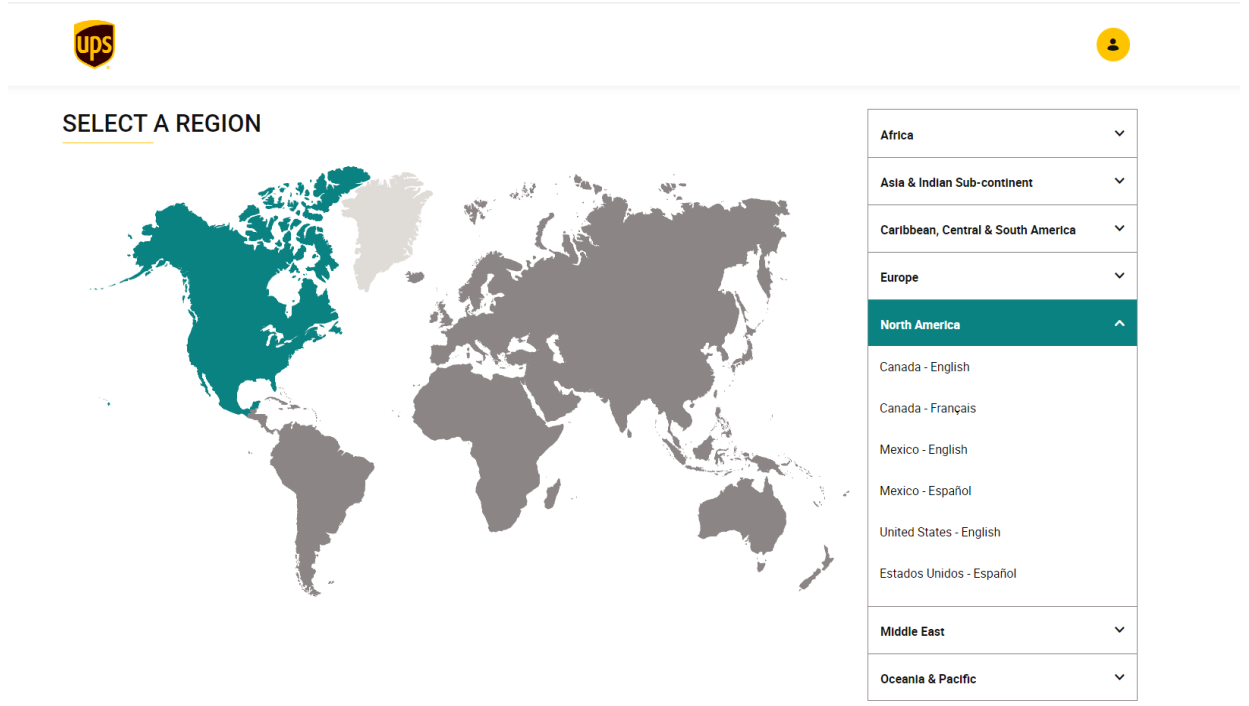 ups
SELECT A REGION
Africa
Asia & Indian Sub-continent
Caribbean, Central & South America
Europe
North America
Canada - English
Canada - Français
Mexico - English
Mexico - Español
United States - English
Estados Unidos - Español
Middle East
Oceania & Pacific